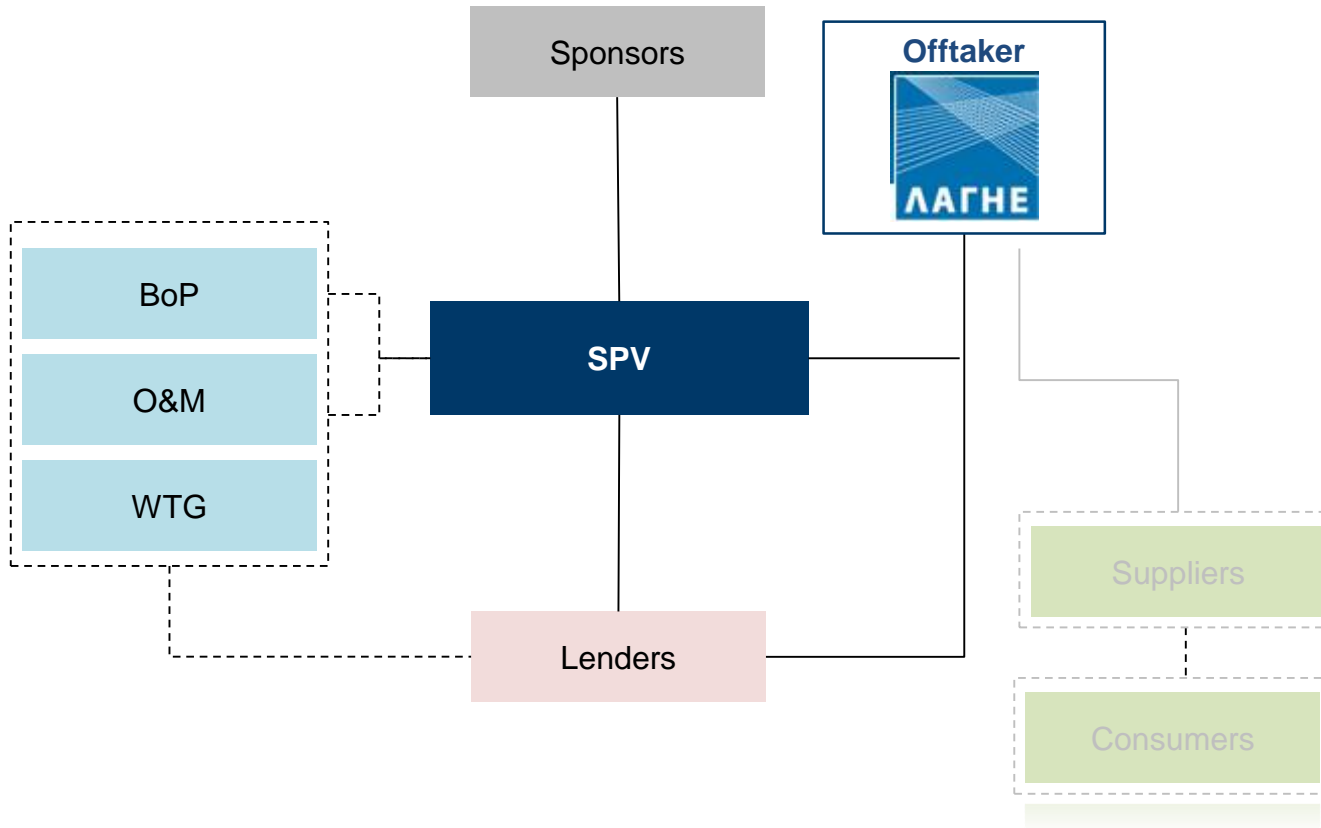 Sponsors
Offtaker
ΛΑΓΗΕ
BoP
SPV
O&M
WTG
Suppliers
Lenders
Consumers